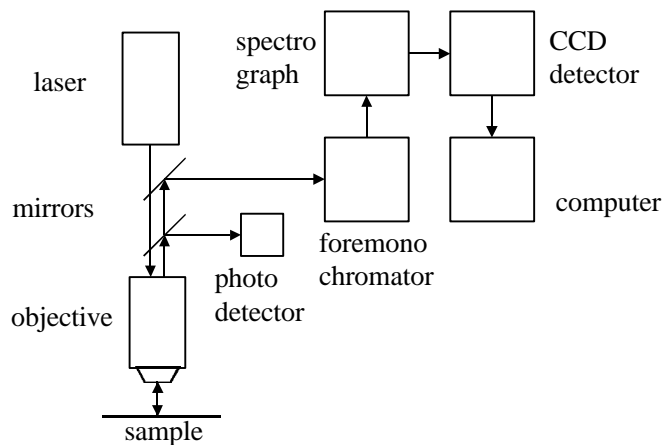 spectro
graph
CCD
detector
laser
mirrors
computer
foremono
chromator
photo
detector
objective
sample